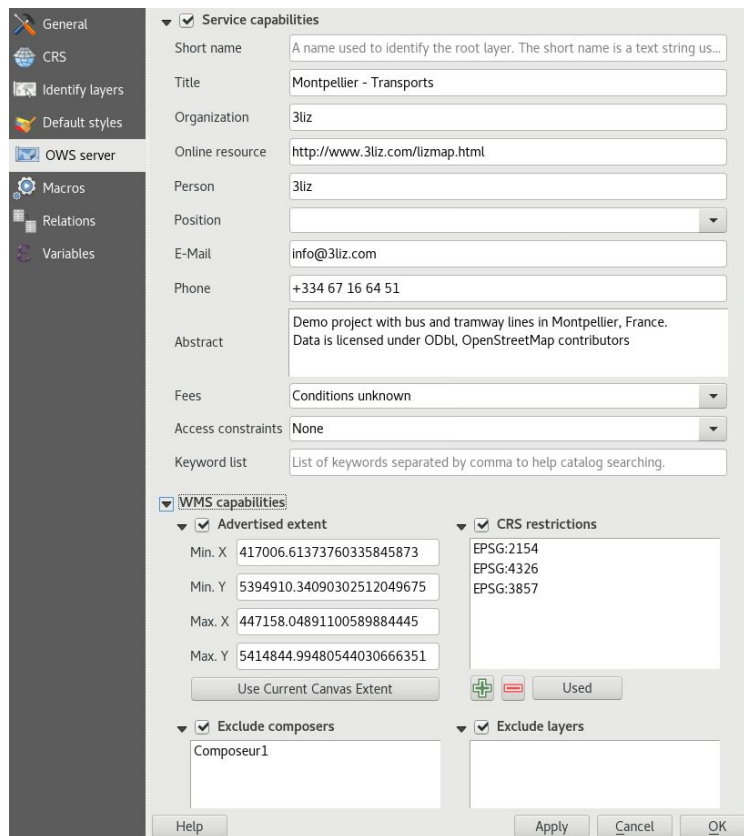 General
CRS
Identify layers
Default styles
OWS server
Macros
Relations
Variables
Service capabilities
Short name A name used to identify the root layer. The short name is a text string us...
Title Montpellier - Transports
Organization 3liz
Online resource http://www.3liz.com/lizmap.html
Person 3liz
Position
E-Mail info@3liz.com
Phone +334 67 16 64 51
Abstract
Demo project with bus and tramway lines in Montpellier, France.
Data is licensed under ODbl, OpenStreetMap contributors
Fees Conditions unknown
Access constraints None
Keyword list List of keywords separated by comma to help catalog searching.
WMS capabilities
Advertised extent
Min. X 417006.61373760335845873
Min. Y 5394910.34090302512049675
Max. X 447158.04891100589884445
Max. Y 5414844.99480544030666351
Use Current Canvas Extent
CRS restrictions
EPSG:2154
EPSG:4326
EPSG:3857
Used
Exclude composers
Composeur1
Exclude layers
Help Apply Cancel OK